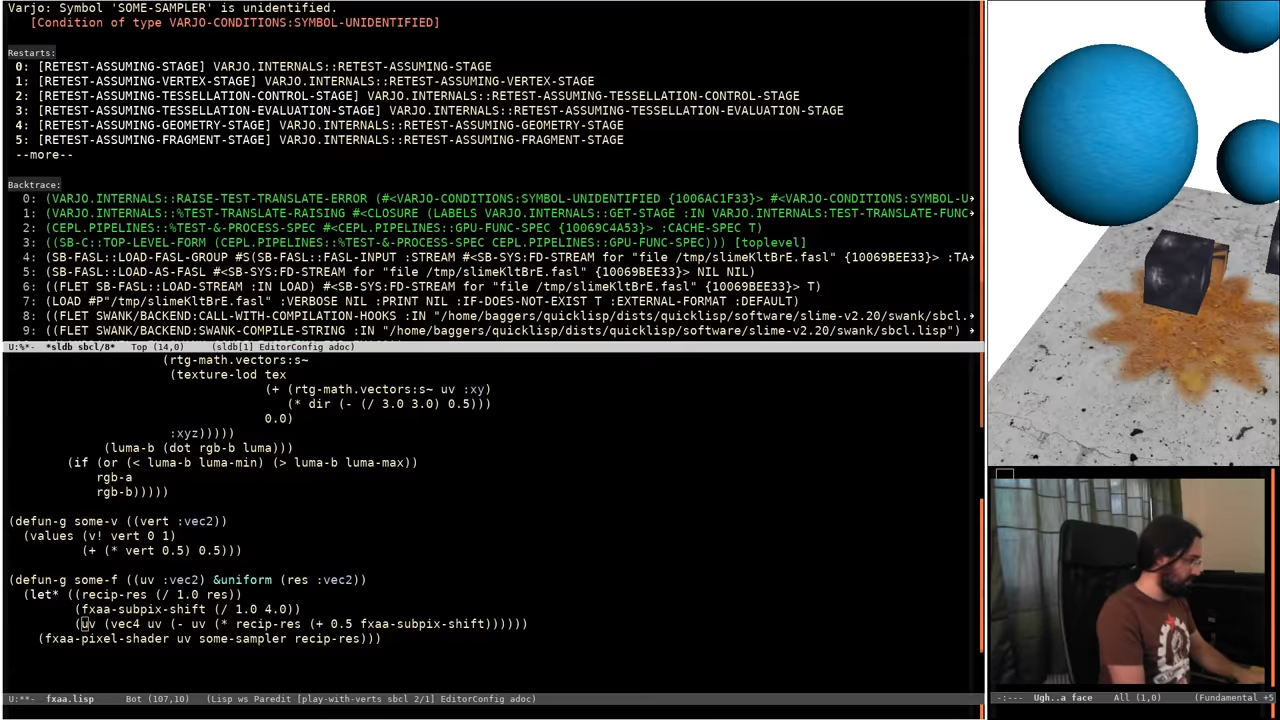 Varjo: Symbol 'SOME-SAMPLER' is unidentified.
   [Condition of type VARJO-CONDITIONS:SYMBOL-UNIDENTIFIED]
Restarts:
 0: [RETEST-ASSUMING-STAGE] VARJO.INTERNALS::RETEST-ASSUMING-STAGE
 1: [RETEST-ASSUMING-VERTEX-STAGE] VARJO.INTERNALS::RETEST-ASSUMING-VERTEX-STAGE
 2: [RETEST-ASSUMING-TESSELLATION-CONTROL-STAGE] VARJO.INTERNALS::RETEST-ASSUMING-TESSELLATION-CONTROL-STAGE
 3: [RETEST-ASSUMING-TESSELLATION-EVALUATION-STAGE] VARJO.INTERNALS::RETEST-ASSUMING-TESSELLATION-EVALUATION-STAGE
 4: [RETEST-ASSUMING-GEOMETRY-STAGE] VARJO.INTERNALS::RETEST-ASSUMING-GEOMETRY-STAGE
 5: [RETEST-ASSUMING-FRAGMENT-STAGE] VARJO.INTERNALS::RETEST-ASSUMING-FRAGMENT-STAGE
 --more--
Backtrace:
  0: (VARJO.INTERNALS::RAISE-TEST-TRANSLATE-ERROR (#<VARJO-CONDITIONS:SYMBOL-UNIDENTIFIED {1006AC1F33}> #<VARJO-CONDITIONS:SYMBOL-U
  1: (VARJO.INTERNALS::%TEST-TRANSLATE-RAISING #<CLOSURE (LABELS VARJO.INTERNALS::GET-STAGE :IN VARJO.INTERNALS:TEST-TRANSLATE-FUNC
  2: (CEPL.PIPELINES::%TEST-&-PROCESS-SPEC #<CEPL.PIPELINES::GPU-FUNC-SPEC {10069C4A53}> :CACHE-SPEC T)
  3: ((SB-C::TOP-LEVEL-FORM (CEPL.PIPELINES::%TEST-&-PROCESS-SPEC CEPL.PIPELINES::GPU-FUNC-SPEC))) [toplevel]
  4: (SB-FASL::LOAD-FASL-GROUP #S(SB-FASL::FASL-INPUT :STREAM #<SB-SYS:FD-STREAM for "file /tmp/slimeKltBrE.fasl" {10069BEE33}> :TA
  5: (SB-FASL::LOAD-AS-FASL #<SB-SYS:FD-STREAM for "file /tmp/slimeKltBrE.fasl" {10069BEE33}> NIL NIL)
  6: ((FLET SB-FASL::LOAD-STREAM :IN LOAD) #<SB-SYS:FD-STREAM for "file /tmp/slimeKltBrE.fasl" {10069BEE33}> T)
  7: (LOAD #P"/tmp/slimeKltBrE.fasl" :VERBOSE NIL :PRINT NIL :IF-DOES-NOT-EXIST T :EXTERNAL-FORMAT :DEFAULT)
  8: ((FLET SWANK/BACKEND:CALL-WITH-COMPILATION-HOOKS :IN "/home/baggers/quicklisp/dists/quicklisp/software/slime-v2.20/swank/sbcl.
  9: ((FLET SWANK/BACKEND:SWANK-COMPILE-STRING :IN "/home/baggers/quicklisp/dists/quicklisp/software/slime-v2.20/swank/sbcl.lisp")
U:%*-  *sldb sbcl/8*   Top (14,0)     (sldb[1] EditorConfig adoc)
(rtg-math.vectors:s~
(texture-lod tex
(+ (rtg-math.vectors:s~ uv :xy)
(* dir (- (/ 3.0 3.0) 0.5)))
0.0)
:xyz)))))
(luma-b (dot rgb-b luma)))
(if (or (< luma-b luma-min) (> luma-b luma-max))
rgb-a
rgb-b)))))
(defun-g some-v ((vert :vec2))
  (values (v! vert 0 1)
          (+ (* vert 0.5) 0.5)))
(defun-g some-f ((uv :vec2) &uniform (res :vec2))
  (let* ((recip-res (/ 1.0 res))
         (fxaa-subpix-shift (/ 1.0 4.0))
         (uv (vec4 uv (- uv (* recip-res (+ 0.5 fxaa-subpix-shift))))))
    (fxaa-pixel-shader uv some-sampler recip-res)))
U:**-  fxaa.lisp      Bot (107,10)   (Lisp ws Paredit [play-with-verts sbcl 2/1] EditorConfig adoc)
-:---  Ugh..a face    All (1,0)    (Fundamental +5